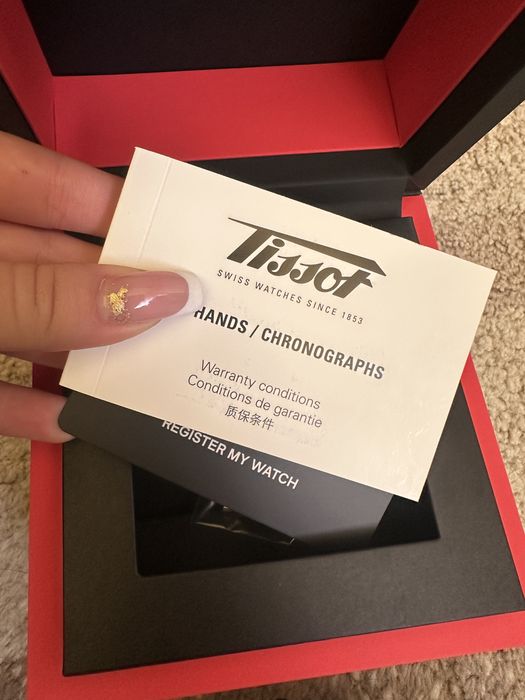 Tissot
SWISS WATCHES SINCE 1853
HANDS / CHRONOGRAPHS
Warranty conditions
Conditions de garantie
质保条件
REGISTER MY WATCH